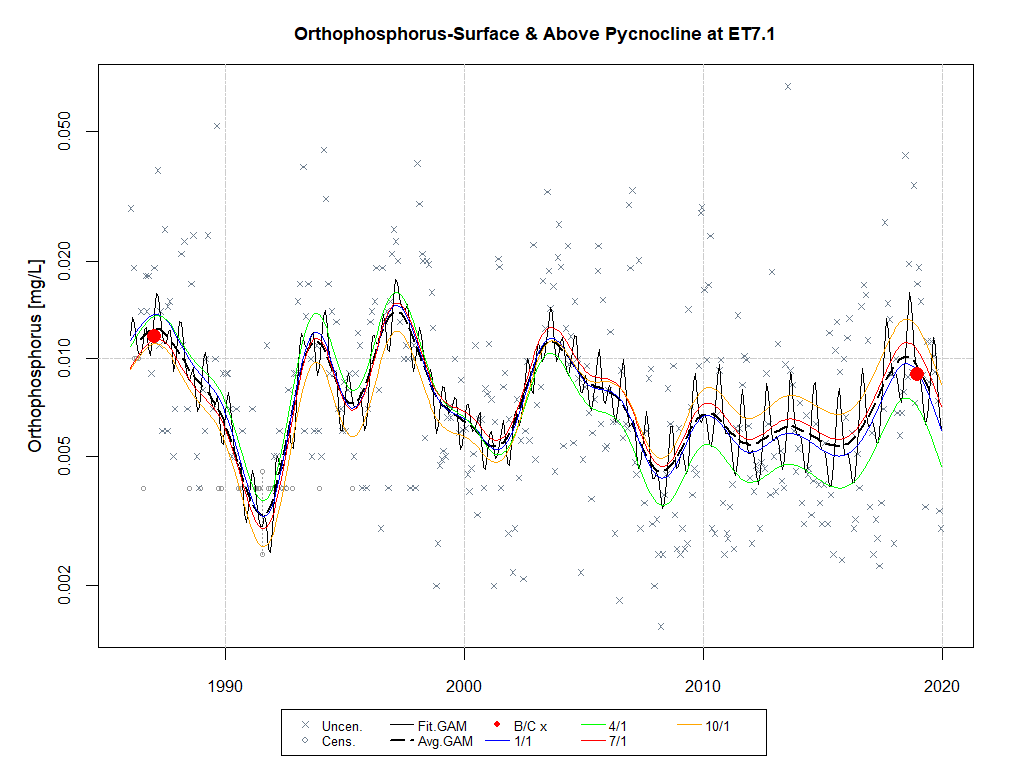 Orthophosphorus-Surface & Above Pycnocline at ET7.1
Orthophosphorus [mg/L]
0.050
0.020
0.010
0.005
0.002
1990 2000 2010 2020
Uncen. Fit.GAM B/C x 4/1 10/1
Cens. Avg.GAM 1/1 7/1